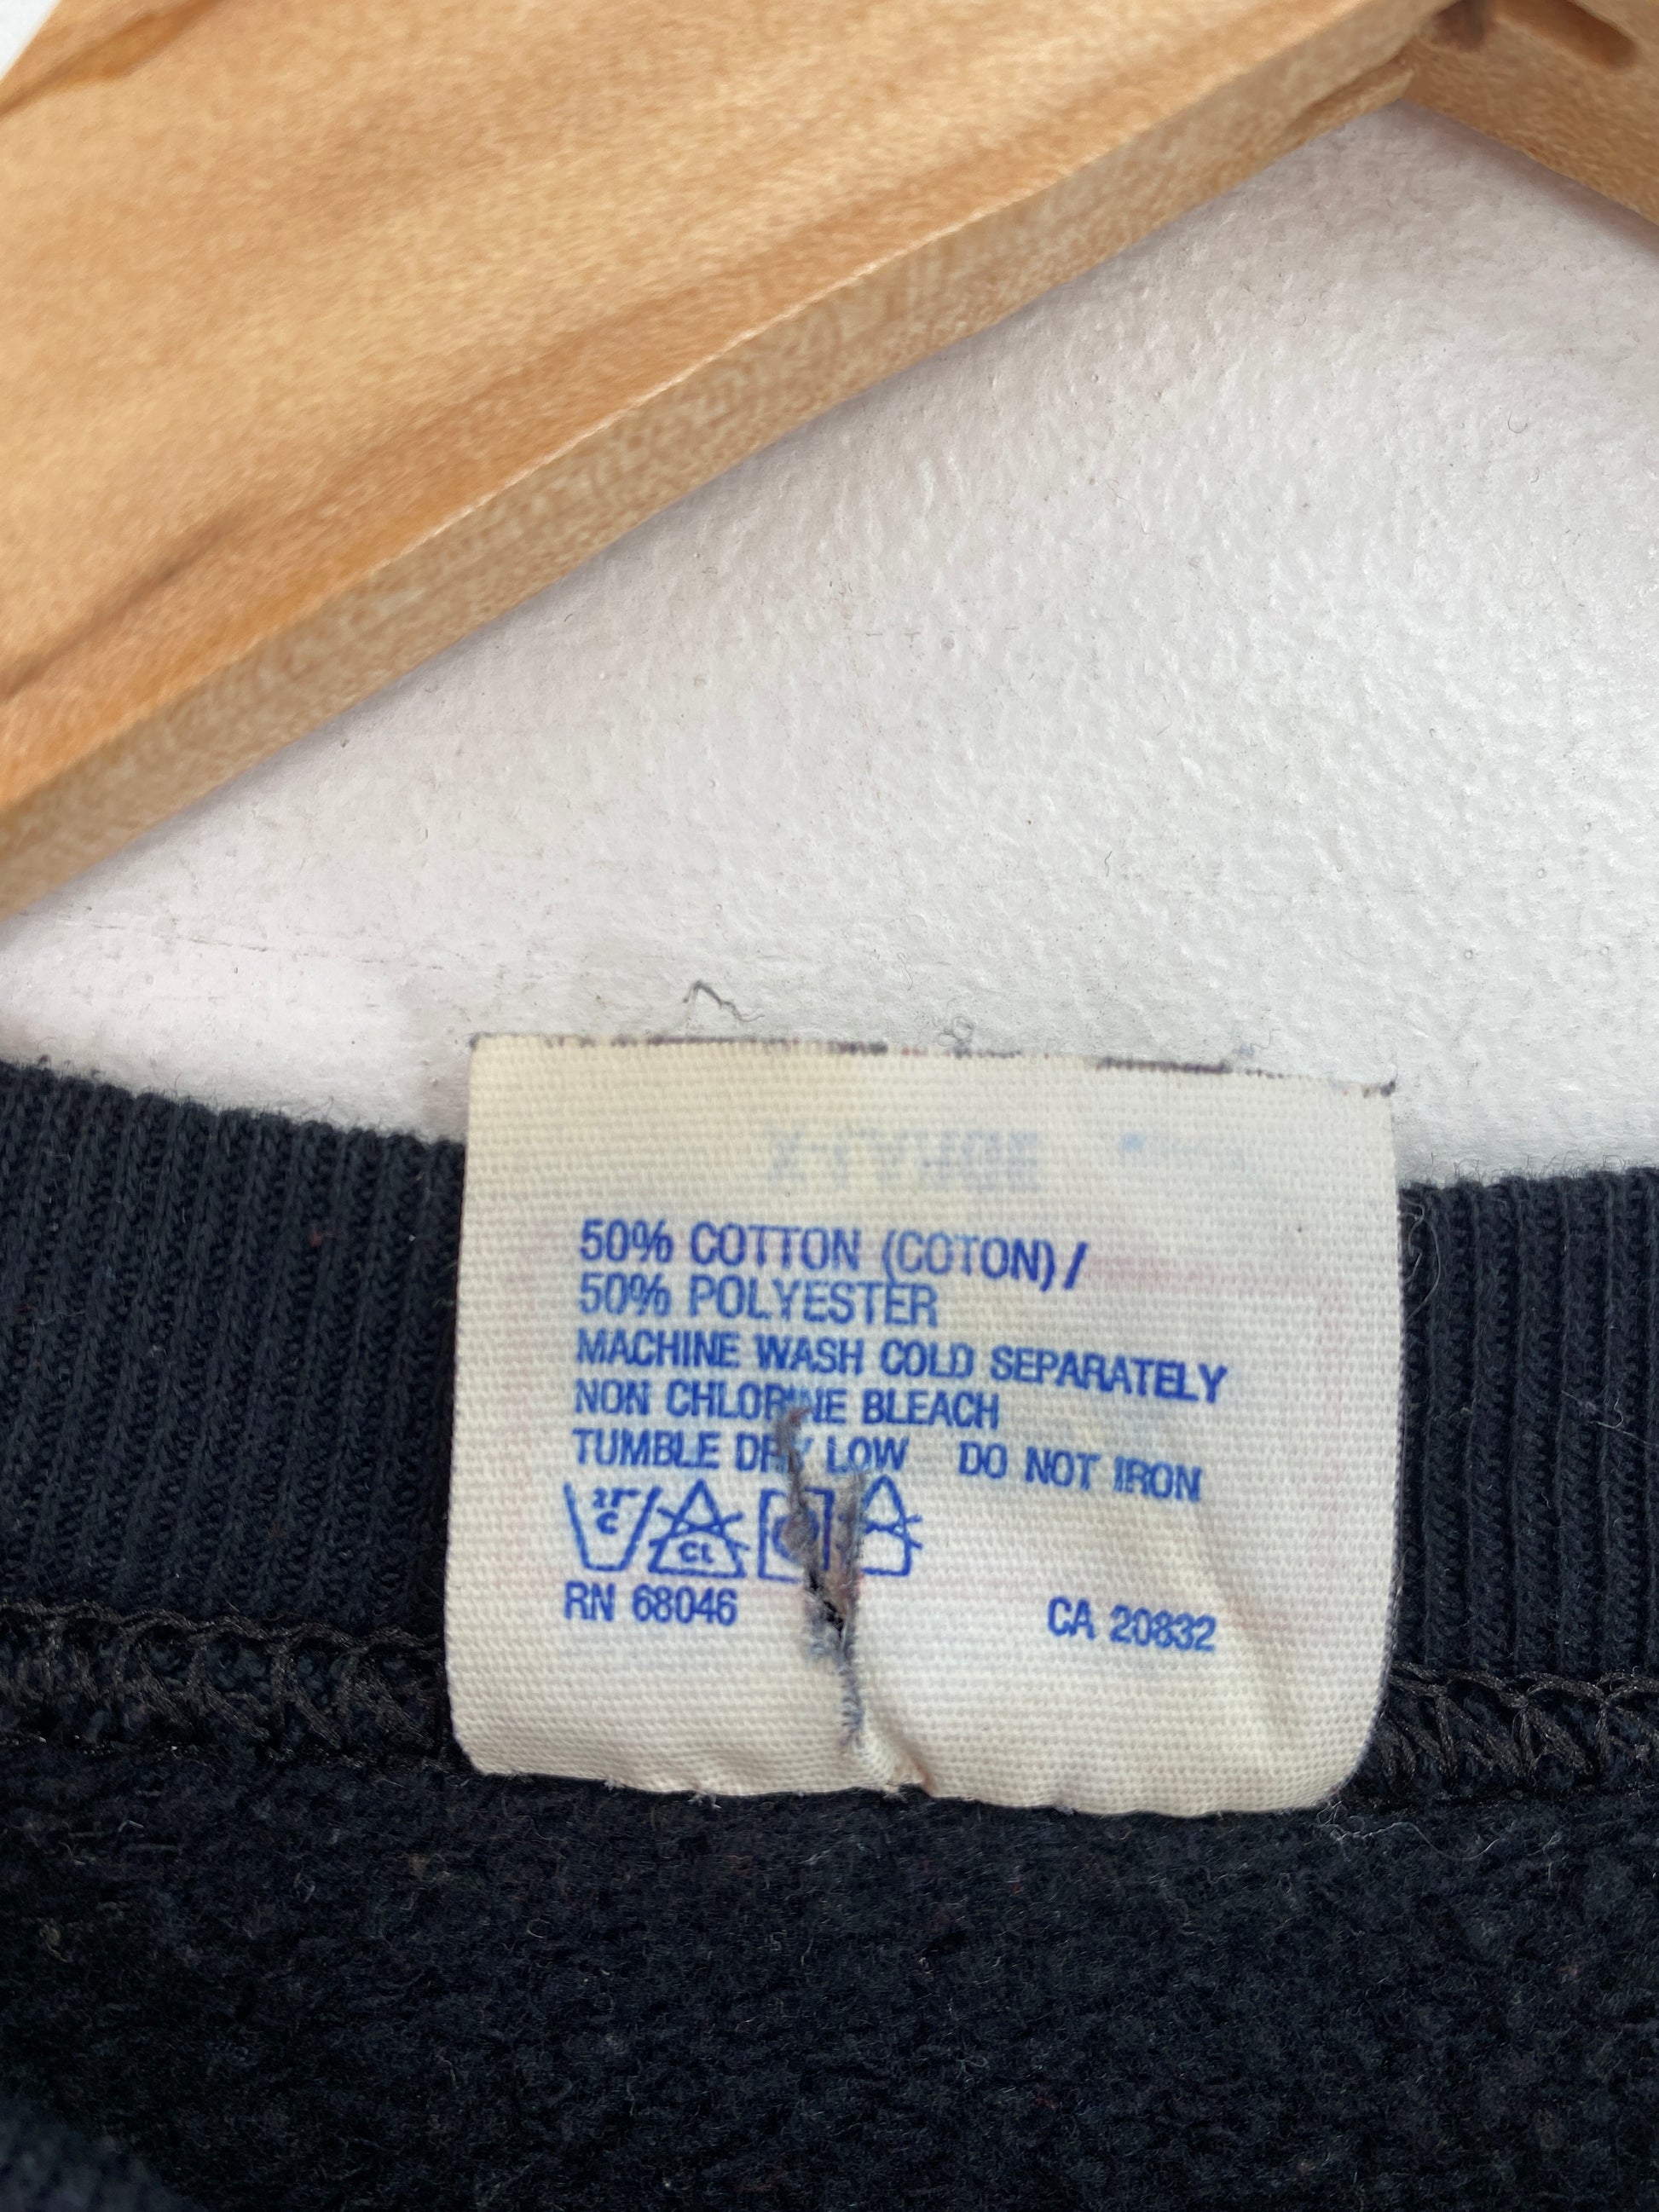 50% COTTON (COTON)/
50% POLYESTER
MACHINE WASH COLD SEPARATELY
NON CHLORINE BLEACH
TUMBLE DRY LOW DO NOT IRON
C
CL
RN 68046 CA 20832